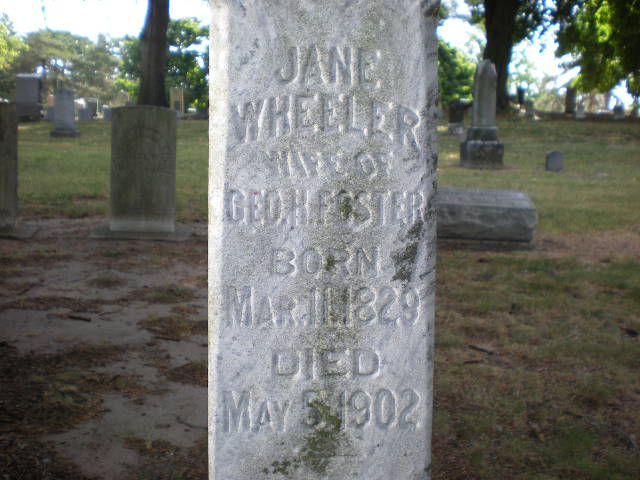 JANE
WHEELER
WIFE OF
GEO. H. FOSTER
BORN
MAR. 11. 1829
DIED
MAY 5, 1902